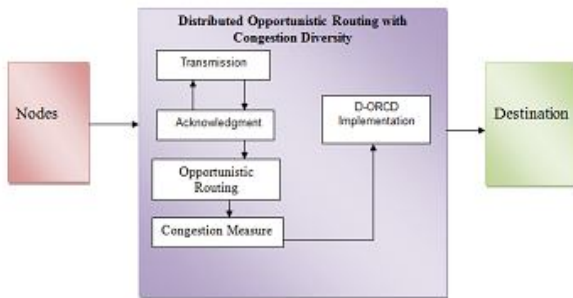 Distributed Opportunistic Routing with
Congestion Diversity
Nodes
Transmission
Acknowledgment
Opportunistic
Routing
Congestion Measure
D-ORCD
Implementation
Destination